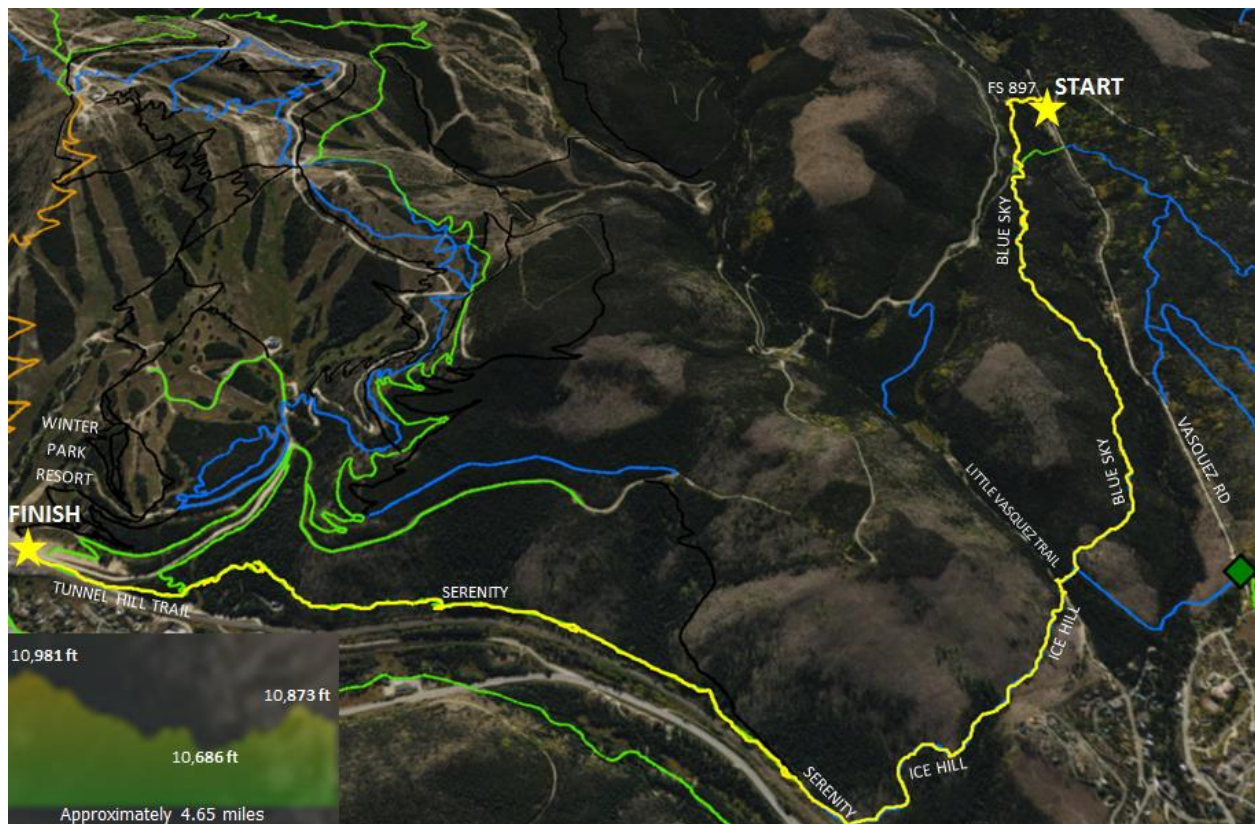 FS 897
START
BLUE SKY
WINTER
PARK
RESORT
BLUE SKY
VASQUEZ RD
LITTLE VASQUEZ TRAIL
FINISH
TUNNEL HILL TRAIL
SERENITY
ICE HILL
SERENITY
ICE HILL
10,981 ft
10,873 ft
10,686 ft
Approximately 4.65 miles